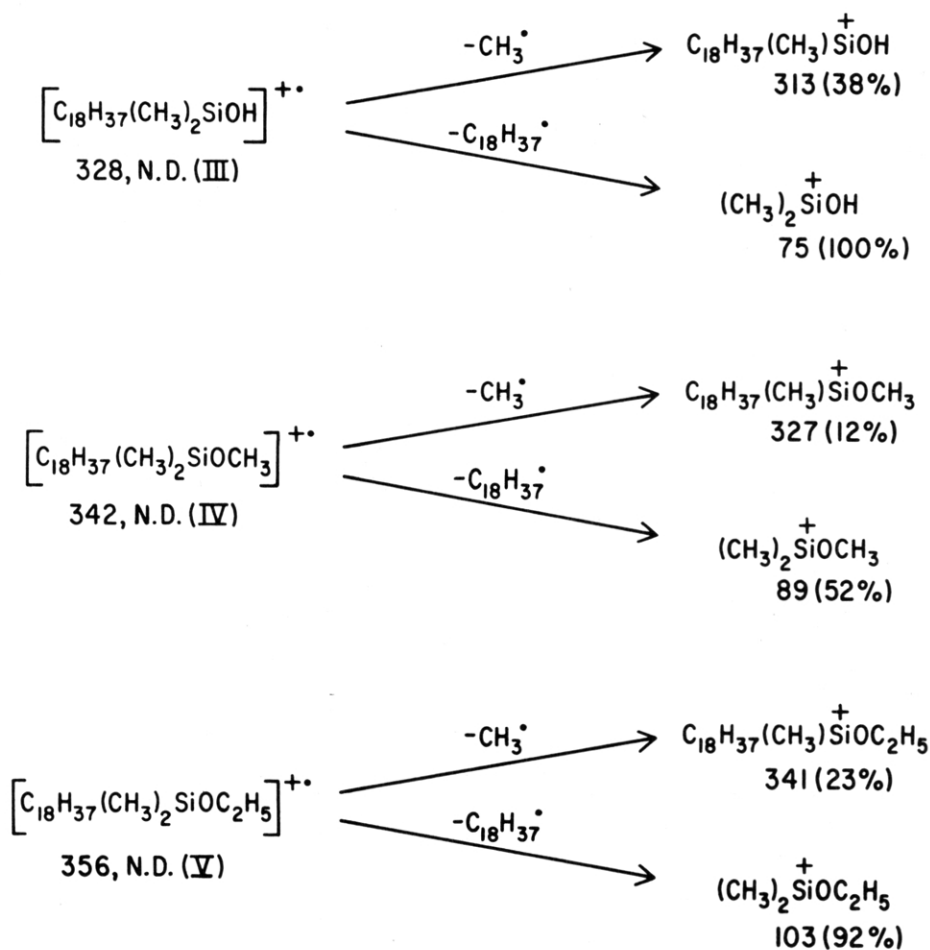 -CH₃•
C₁₈H₃₇(CH₃)SiOH
+
313 (38%)
[C₁₈H₃₇(CH₃)₂SiOH]+•
328, N.D. (III)
-C₁₈H₃₇•
(CH₃)₂SiOH
+
75 (100%)
-CH₃•
C₁₈H₃₇(CH₃)SiOCH₃
+
327 (12%)
[C₁₈H₃₇(CH₃)₂SiOCH₃]+•
342, N.D. (IV)
-C₁₈H₃₇•
(CH₃)₂SiOCH₃
+
89 (52%)
-CH₃•
C₁₈H₃₇(CH₃)SiOC₂H₅
+
341 (23%)
[C₁₈H₃₇(CH₃)₂SiOC₂H₅]+•
356, N.D. (V)
-C₁₈H₃₇•
(CH₃)₂SiOC₂H₅
+
103 (92%)